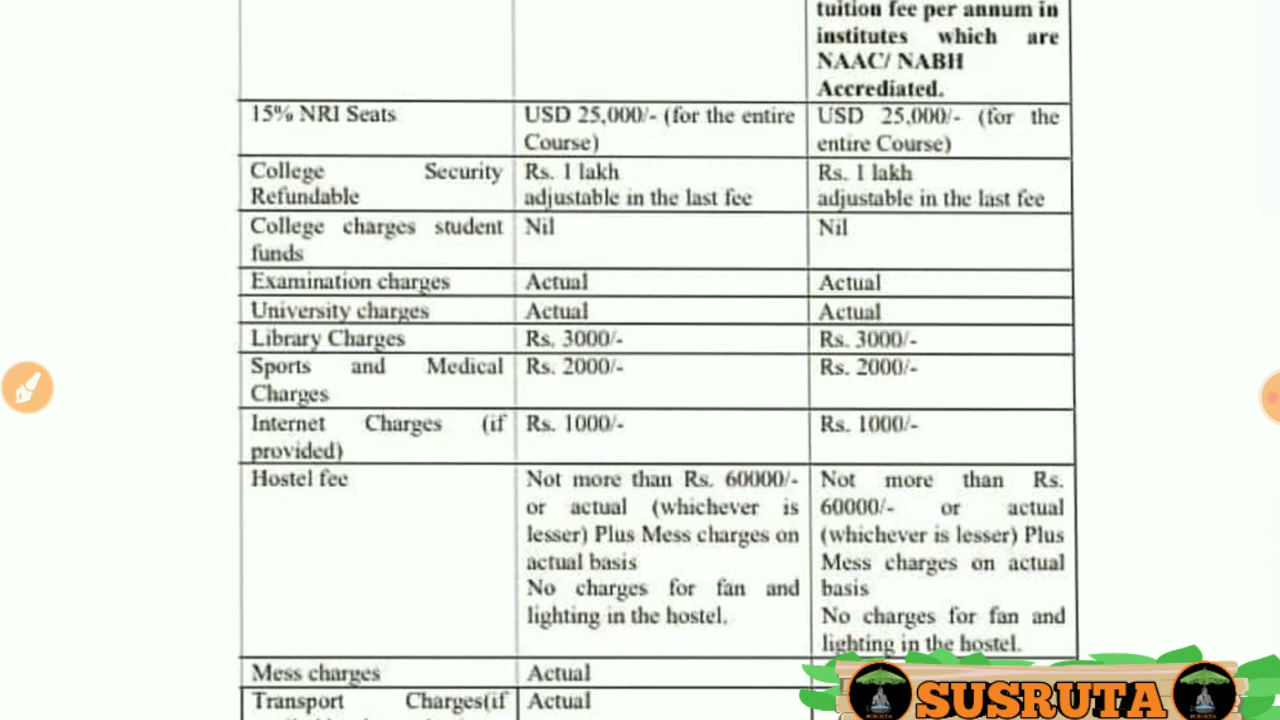 tuition fee per annum in
institutes which are
NAAC/ NABH
Accrediated.
15% NRI Seats
USD 25,000/- (for the entire
Course)
USD 25,000/- (for the
entire Course)
College Security
Refundable
Rs. 1 lakh
adjustable in the last fee
Rs. 1 lakh
adjustable in the last fee
College charges student
funds
Nil
Nil
Examination charges
Actual
Actual
University charges
Actual
Actual
Library Charges
Rs. 3000/-
Rs. 3000/-
Sports and Medical
Charges
Rs. 2000/-
Rs. 2000/-
Internet Charges (if
provided)
Rs. 1000/-
Rs. 1000/-
Hostel fee
Not more than Rs. 60000/-
or actual (whichever is
lesser) Plus Mess charges on
actual basis
No charges for fan and
lighting in the hostel.
Not more than Rs.
60000/- or actual
(whichever is lesser) Plus
Mess charges on actual
basis
No charges for fan and
lighting in the hostel.
Mess charges
Actual
Transport Charges(if
Actual
SUSRUTA